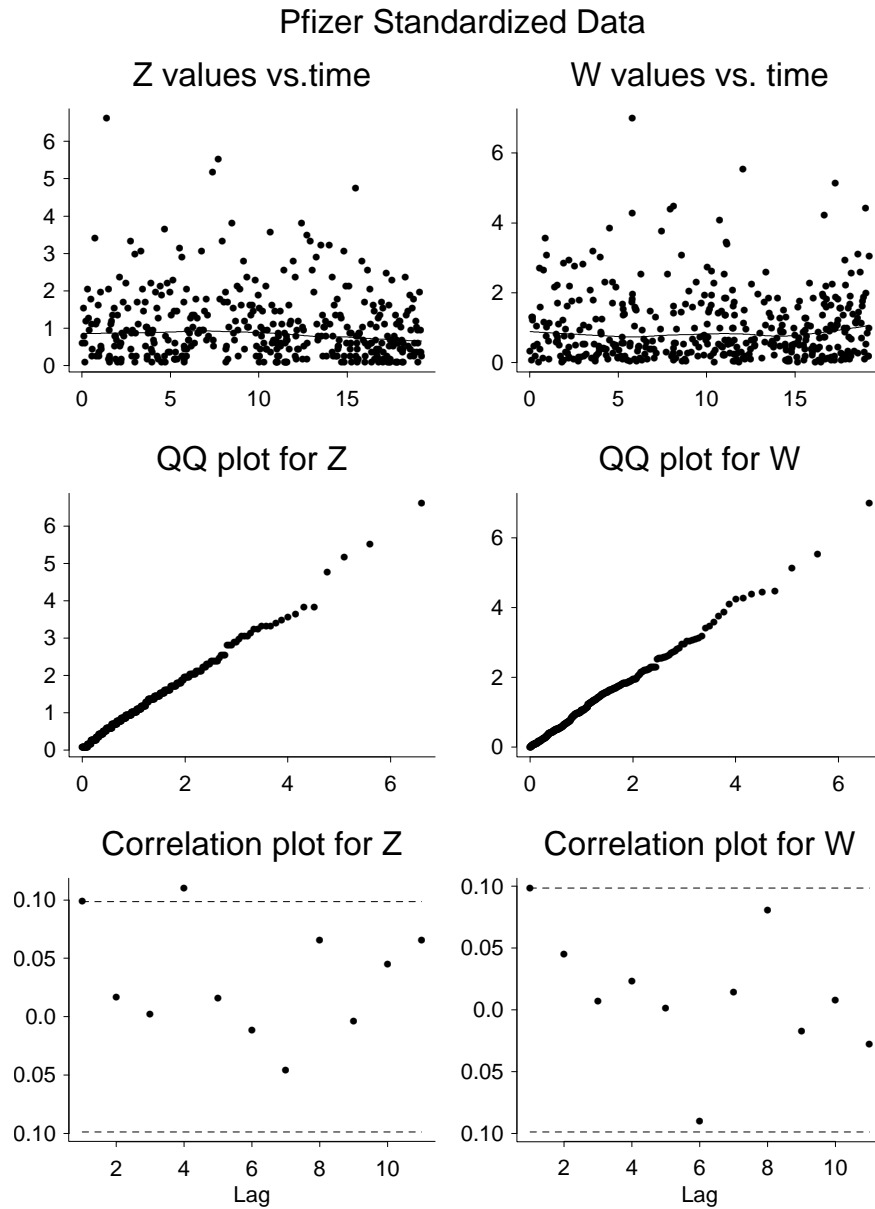 Pfizer Standardized Data
Z values vs.time
W values vs. time
6
5
4
3
2
1
0
0 5 10 15
6
4
2
0
0 5 10 15
QQ plot for Z
QQ plot for W
6
5
4
3
2
1
0
0 2 4 6
6
4
2
0
0 2 4 6
Correlation plot for Z
Correlation plot for W
0.10
0.05
0.0
0.05
0.10
2 4 6 8 10
Lag
0.10
0.05
0.0
0.05
0.10
2 4 6 8 10
Lag